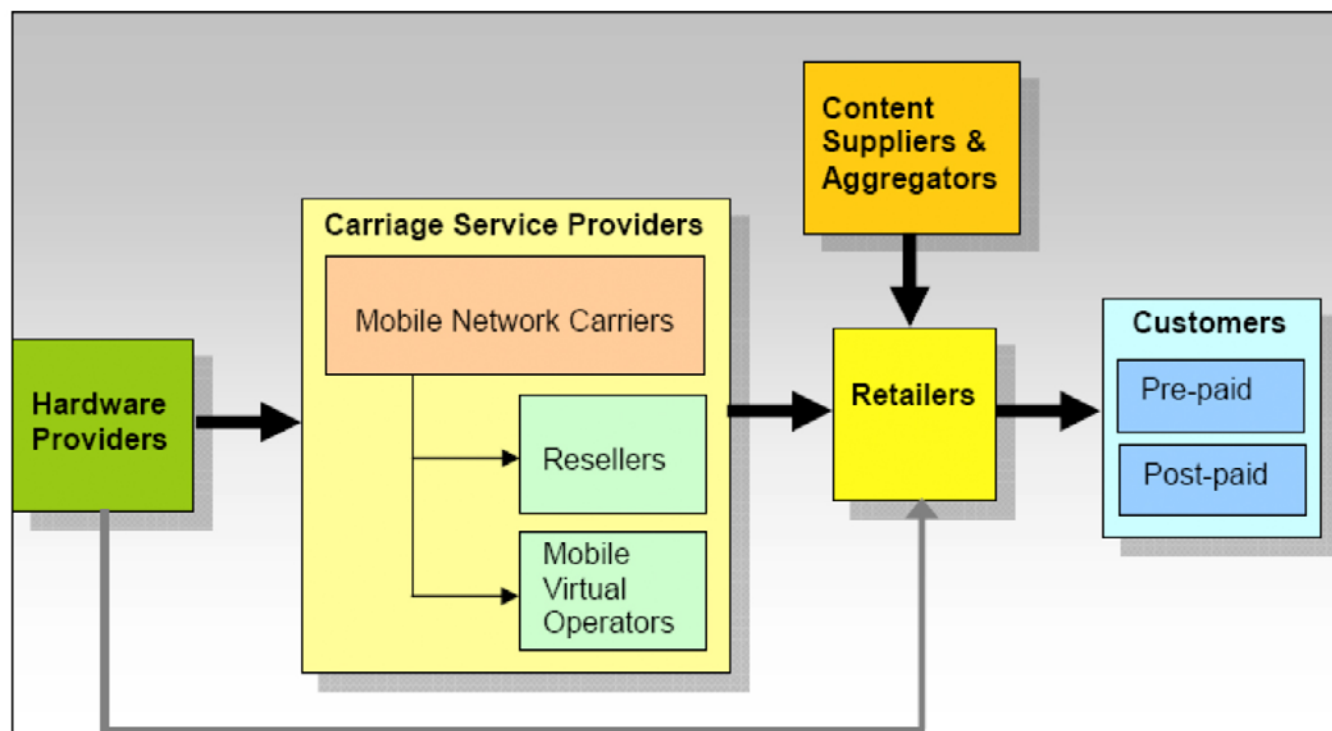 Content
Suppliers &
Aggregators
Carriage Service Providers
Mobile Network Carriers
Customers
Hardware
Providers
Retailers
Pre-paid
Resellers
Post-paid
Mobile
Virtual
Operators